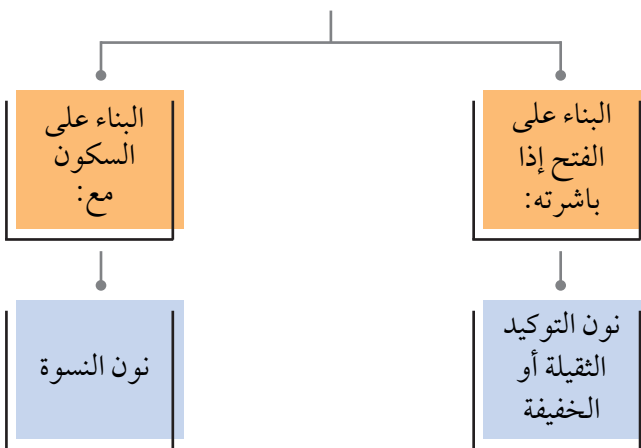 البناء على
الفتح إذا
باشرته:
البناء على
السكون
مع:
نون التوكيد
الثقيلة أو
الخفيفة
نون النسوة